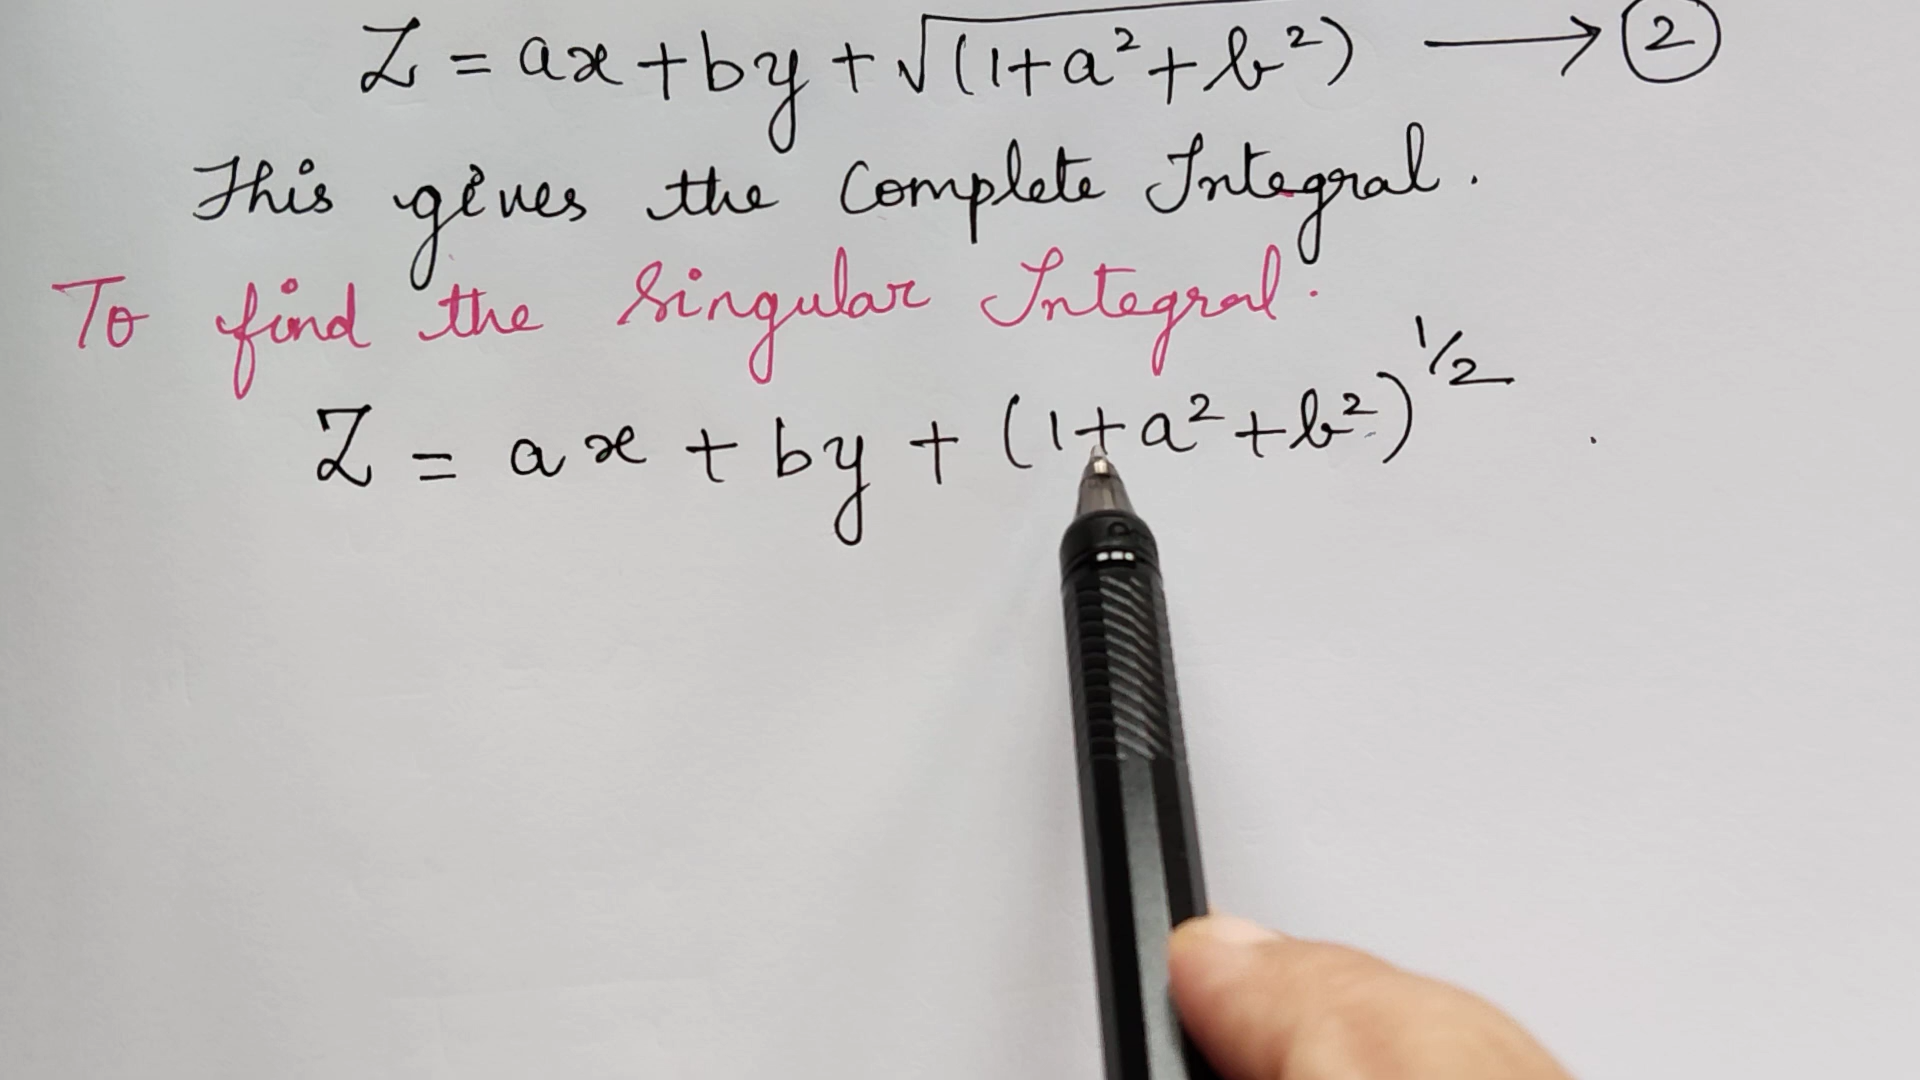 Z = ax + by + √(1+a²+b²) → ②
This gives the Complete Integral.
To find the Singular Integral.
Z = ax + by + (1+a²+b²)^1/2